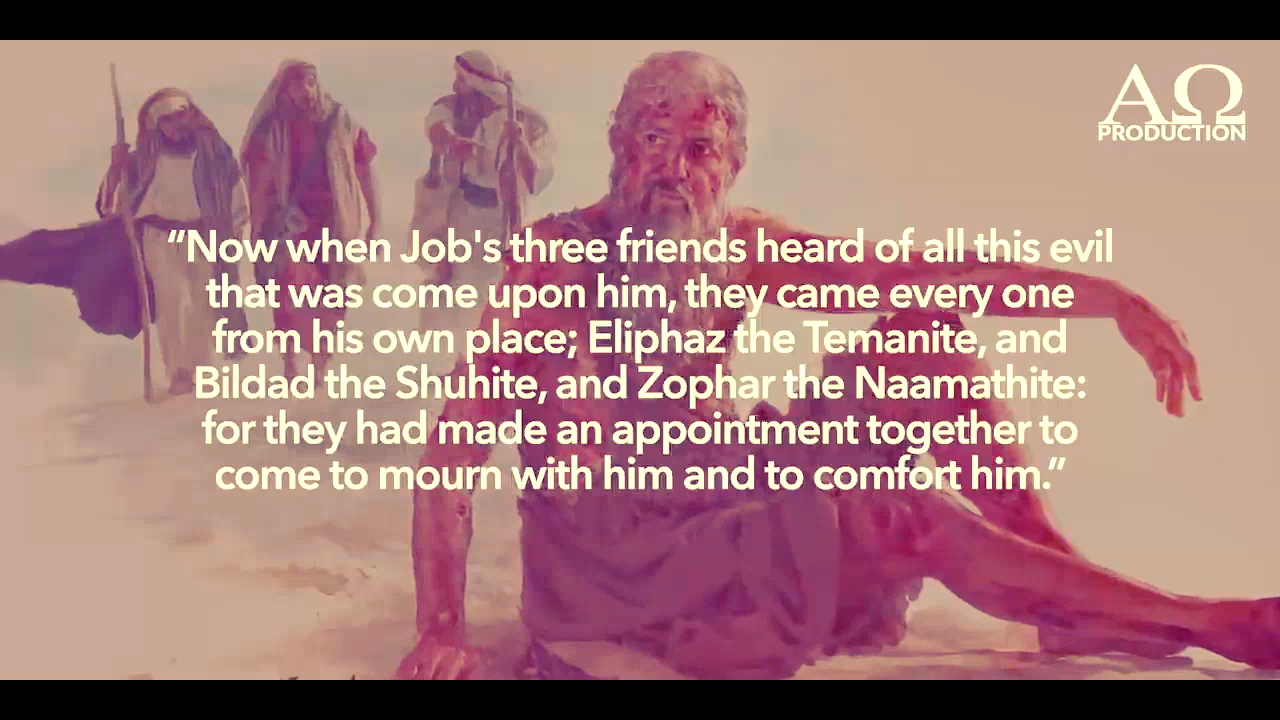 ΑΩ
PRODUCTION
“Now when Job's three friends heard of all this evil
that was come upon him, they came every one
from his own place; Eliphaz the Temanite, and
Bildad the Shuhite, and Zophar the Naamathite:
for they had made an appointment together to
come to mourn with him and to comfort him.”